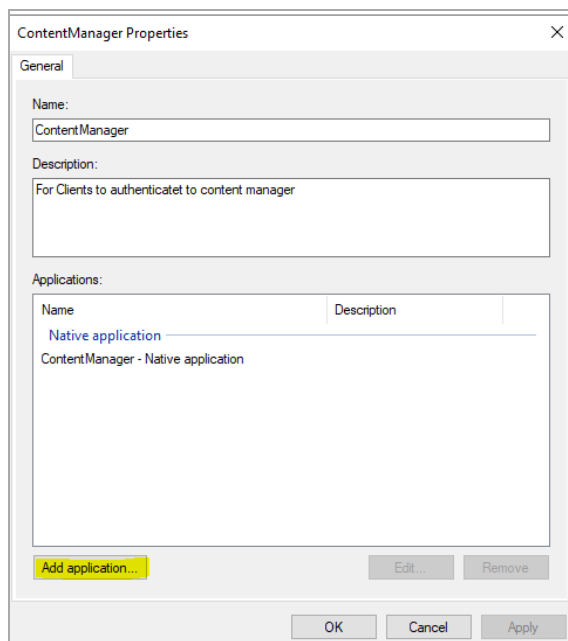 ContentManager Properties
General
Name:
ContentManager
Description:
For Clients to authenticatet to content manager
Applications:
Name Description
Native application
ContentManager - Native application
Add application...
Edit... Remove
OK Cancel Apply